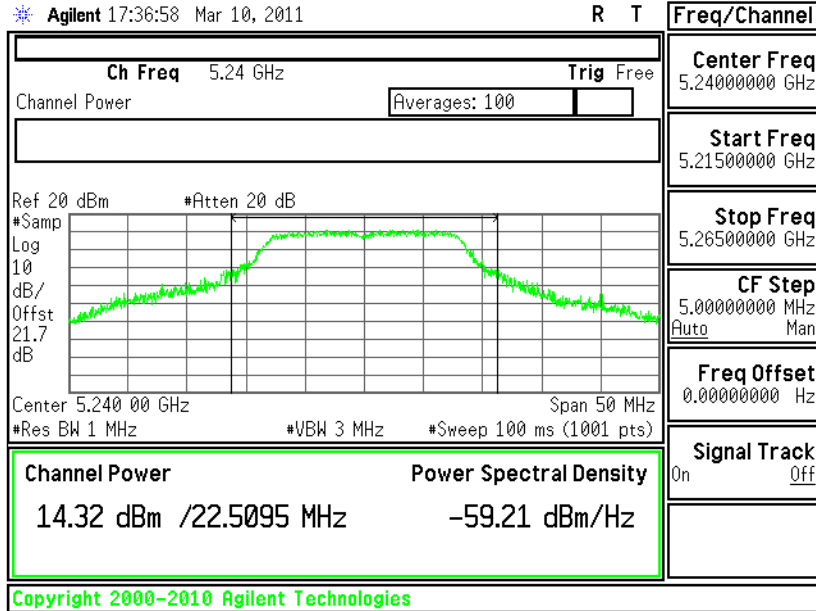 Agilent 17:36:58 Mar 10, 2011 R T
Freq/Channel
Ch Freq 5.24 GHz Trig Free
Channel Power Averages: 100
Ref 20 dBm #Atten 20 dB
#Samp
Log
10
dB/
Offst
21.7
dB
Center 5.240 00 GHz Span 50 MHz
#Res BW 1 MHz #VBW 3 MHz #Sweep 100 ms (1001 pts)
Channel Power Power Spectral Density
14.32 dBm /22.5095 MHz -59.21 dBm/Hz
Center Freq
5.24000000 GHz
Start Freq
5.21500000 GHz
Stop Freq
5.26500000 GHz
CF Step
5.00000000 MHz
Auto Man
Freq Offset
0.00000000 Hz
Signal Track
On Off
Copyright 2000-2010 Agilent Technologies